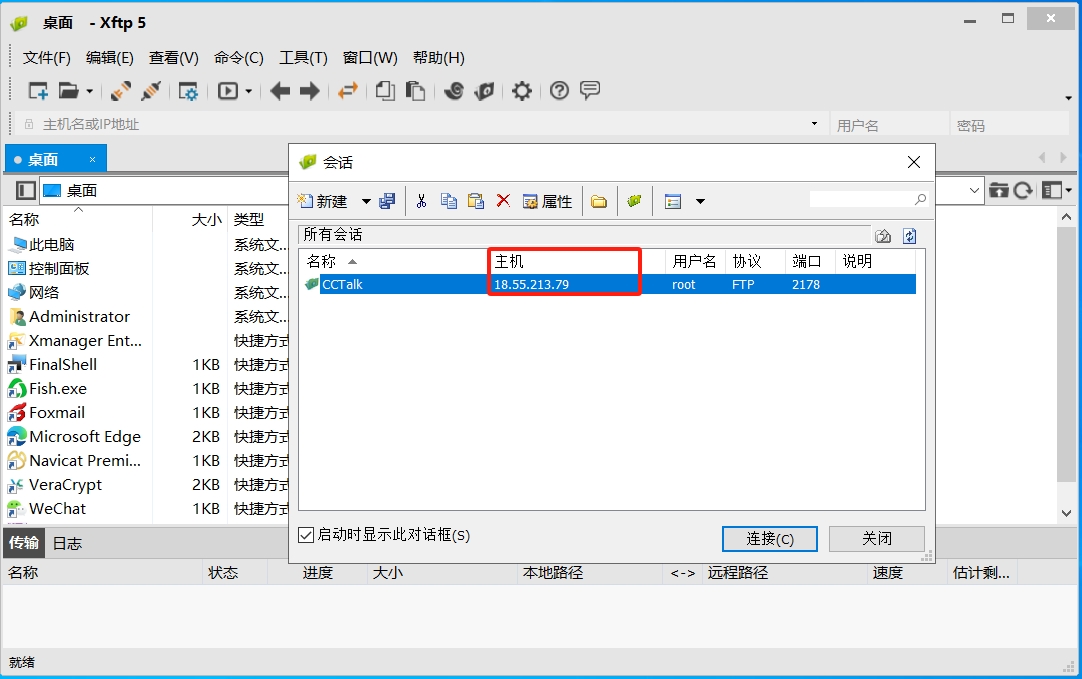 桌面 - Xftp 5
文件(F) 编辑(E) 查看(V) 命令(C) 工具(T) 窗口(W) 帮助(H)
主机名或IP地址 用户名 密码
桌面
桌面
名称 大小 类型
此电脑 系统文...
控制面板 系统文...
网络 系统文...
Administrator 系统文...
Xmanager Ent... 快捷方式
FinalShell 1KB 快捷方式
Fish.exe 1KB 快捷方式
Foxmail 1KB 快捷方式
Microsoft Edge 2KB 快捷方式
Navicat Premi... 1KB 快捷方式
VeraCrypt 2KB 快捷方式
WeChat 1KB 快捷方式
会话
新建 属性
所有会话
名称 主机 用户名 协议 端口 说明
CCTalk 18.55.213.79 root FTP 2178
启动时显示此对话框(S)
连接(C) 关闭
传输 日志
名称 状态 进度 大小 本地路径 <-> 远程路径 速度 估计剩...
就绪